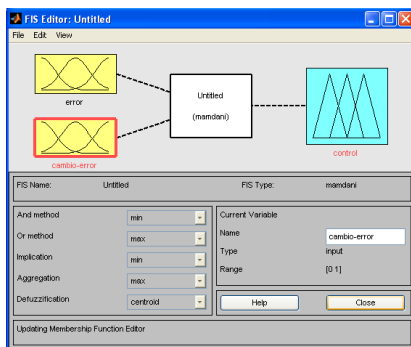 FIS Editor: Untitled
File Edit View
error
cambio-error
Untitled
(mamdani)
control
FIS Name: Untitled FIS Type: mamdani
And method min
Or method max
Implication min
Aggregation max
Defuzzification centroid
Current Variable
Name cambio-error
Type input
Range [0 1]
Help Close
Updating Membership Function Editor